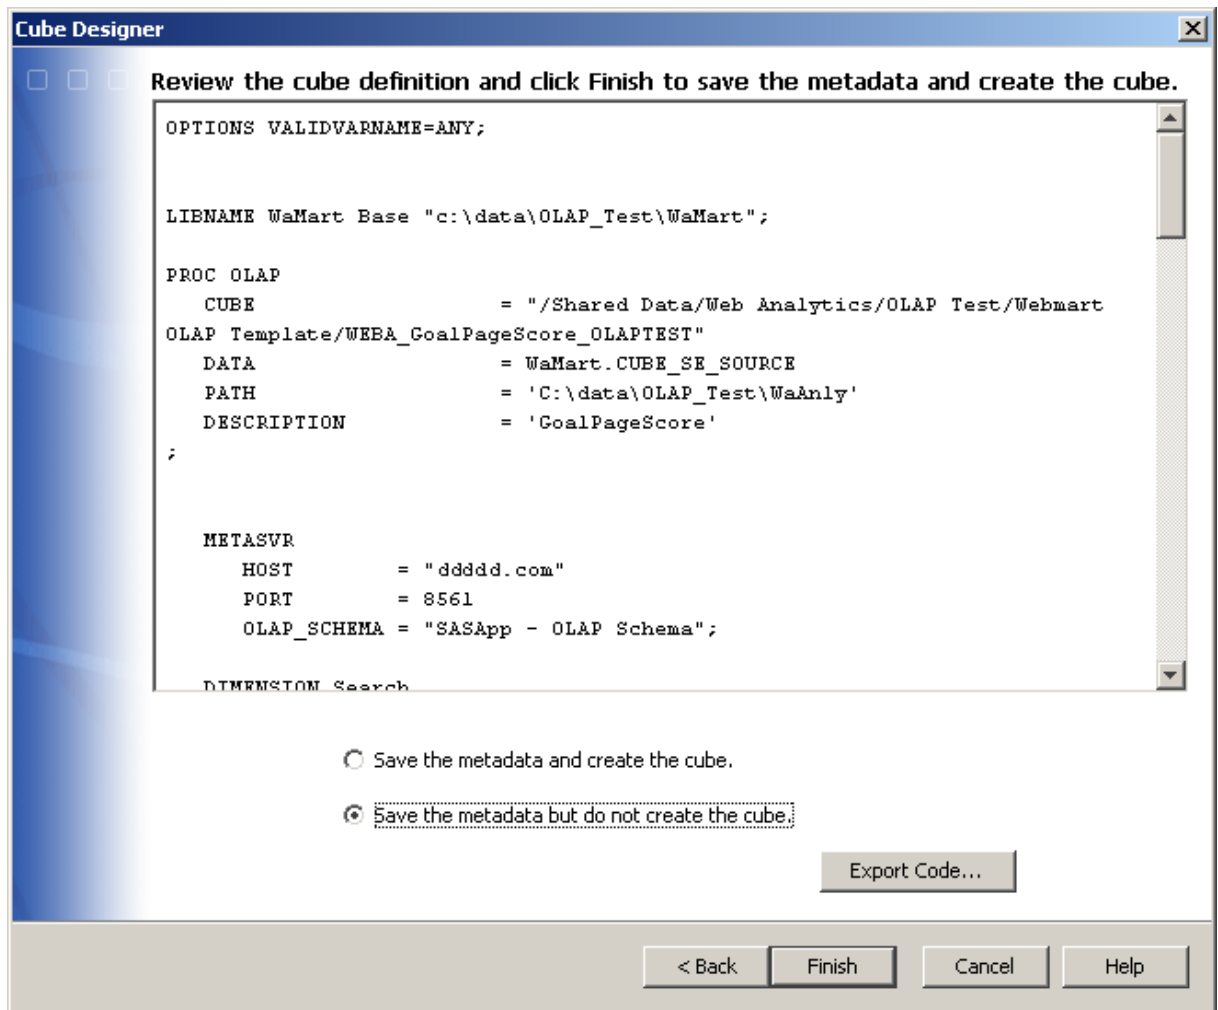 Cube Designer
Review the cube definition and click Finish to save the metadata and create the cube.
OPTIONS VALIDVARNAME=ANY;
LIBNAME WaMart Base "c:\data\OLAP_Test\WaMart";
PROC OLAP
CUBE = "/Shared Data/Web Analytics/OLAP Test/Webmart
OLAP Template/WEBA_GoalPageScore_OLAPTEST"
DATA = WaMart.CUBE_SE_SOURCE
PATH = 'C:\data\OLAP_Test\WaAnly'
DESCRIPTION = 'GoalPageScore'
;
METASVR
HOST = "ddddd.com"
PORT = 8561
OLAP_SCHEMA = "SASApp - OLAP Schema";
DIMENSION Search
Save the metadata and create the cube.
Save the metadata but do not create the cube.
Export Code...
< Back Finish Cancel Help